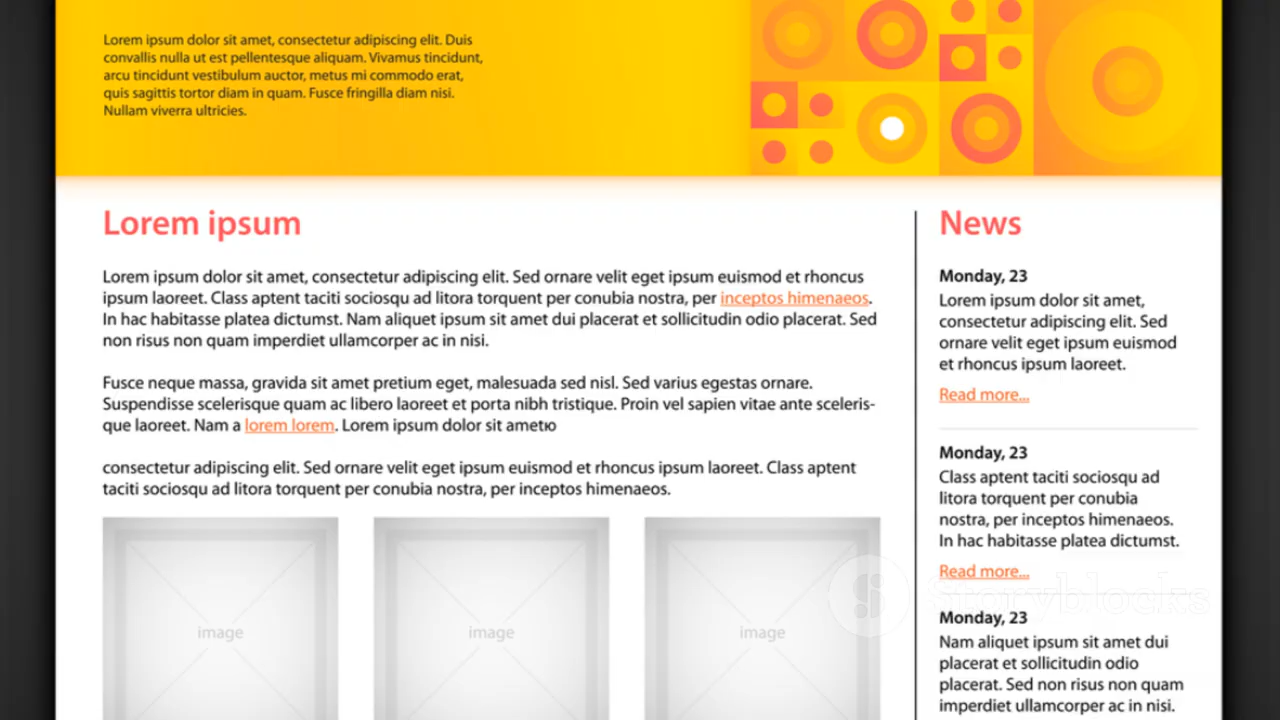 Lorem ipsum dolor sit amet, consectetur adipiscing elit. Duis
convallis nulla ut est pellentesque aliquam. Vivamus tincidunt,
arcu tincidunt vestibulum auctor, metus mi commodo erat,
quis sagittis tortor diam in quam. Fusce fringilla diam nisi.
Nullam viverra ultricies.
Lorem ipsum
Lorem ipsum dolor sit amet, consectetur adipiscing elit. Sed ornare velit eget ipsum euismod et rhoncus
ipsum laoreet. Class aptent taciti sociosqu ad litora torquent per conubia nostra, per inceptos himenaeos.
In hac habitasse platea dictumst. Nam aliquet ipsum sit amet dui placerat et sollicitudin odio placerat. Sed
non risus non quam imperdiet ullamcorper ac in nisi.
Fusce neque massa, gravida sit amet pretium eget, malesuada sed nisl. Sed varius egestas ornare.
Suspendisse scelerisque quam ac libero laoreet et porta nibh tristique. Proin vel sapien vitae ante sceleris-
que laoreet. Nam a lorem lorem. Lorem ipsum dolor sit ametю
consectetur adipiscing elit. Sed ornare velit eget ipsum euismod et rhoncus ipsum laoreet. Class aptent
taciti sociosqu ad litora torquent per conubia nostra, per inceptos himenaeos.
image
image
image
News
Monday, 23
Lorem ipsum dolor sit amet,
consectetur adipiscing elit. Sed
ornare velit eget ipsum euismod
et rhoncus ipsum laoreet.
Read more...
Monday, 23
Class aptent taciti sociosqu ad
litora torquent per conubia
nostra, per inceptos himenaeos.
In hac habitasse platea dictumst.
Read more...
Storyblocks
Monday, 23
Nam aliquet ipsum sit amet dui
placerat et sollicitudin odio
placerat. Sed non risus non quam
imperdiet ullamcorper ac in nisi.